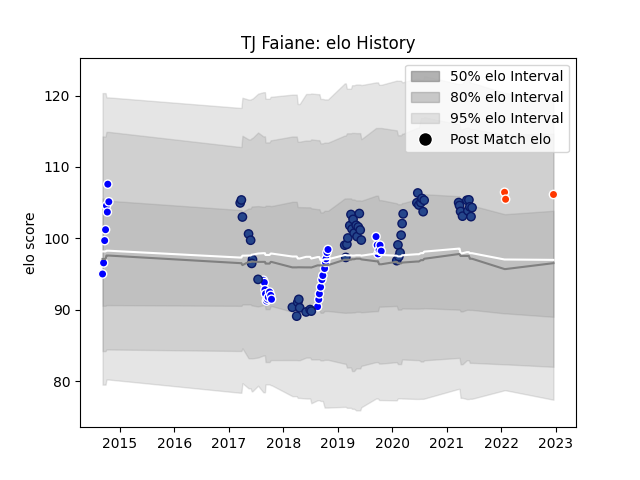 TJ Faiane: elo History
50% elo Interval
80% elo Interval
95% elo Interval
Post Match elo
elo score
120
110
100
90
80
2015 2016 2017 2018 2019 2020 2021 2022 2023